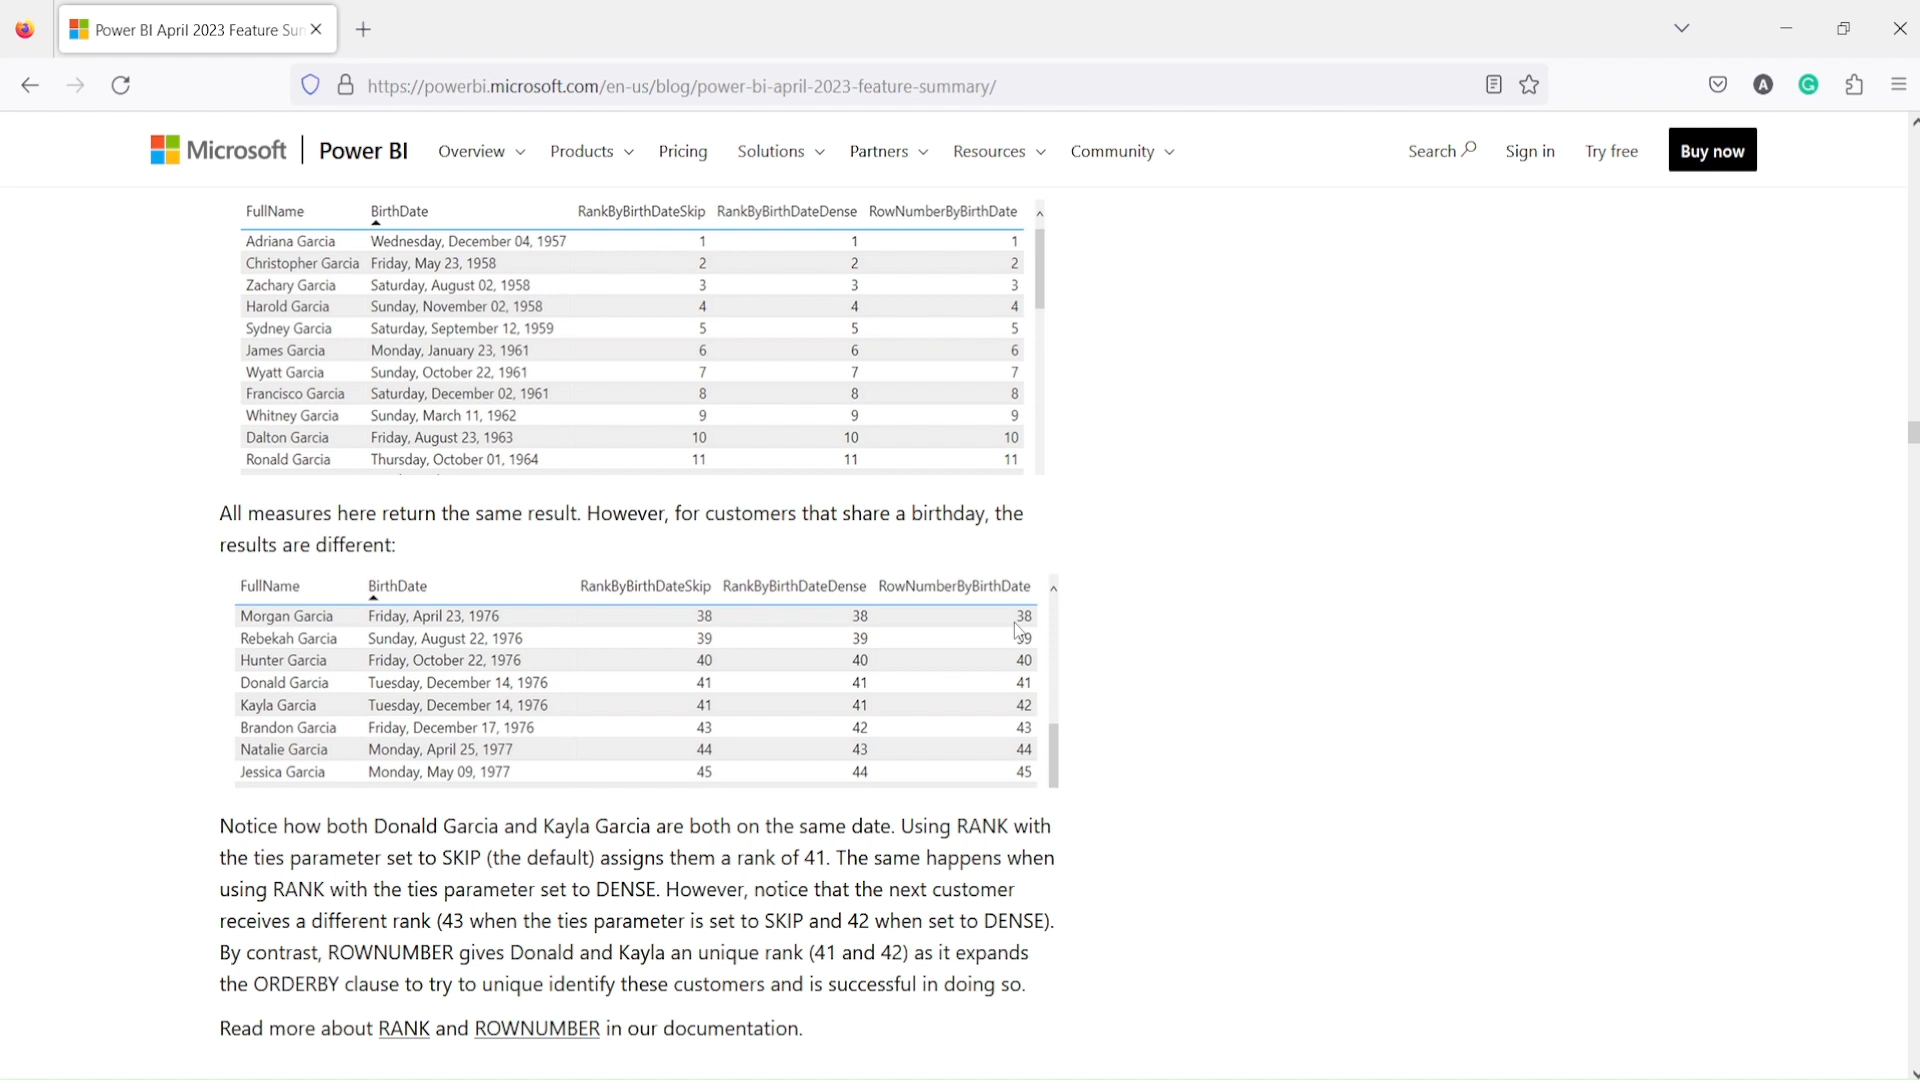 Power BI April 2023 Feature Sum
https://powerbi.microsoft.com/en-us/blog/power-bi-april-2023-feature-summary/
A
G
Microsoft | Power BI Overview Products Pricing Solutions Partners Resources Community Search Sign in Try free Buy now
FullName BirthDate RankByBirthDateSkip RankByBirthDateDense RowNumberByBirthDate
Adriana Garcia Wednesday, December 04, 1957 1 1 1
Christopher Garcia Friday, May 23, 1958 2 2 2
Zachary Garcia Saturday, August 02, 1958 3 3 3
Harold Garcia Sunday, November 02, 1958 4 4 4
Sydney Garcia Saturday, September 12, 1959 5 5 5
James Garcia Monday, January 23, 1961 6 6 6
Wyatt Garcia Sunday, October 22, 1961 7 7 7
Francisco Garcia Saturday, December 02, 1961 8 8 8
Whitney Garcia Sunday, March 11, 1962 9 9 9
Dalton Garcia Friday, August 23, 1963 10 10 10
Ronald Garcia Thursday, October 01, 1964 11 11 11
All measures here return the same result. However, for customers that share a birthday, the
results are different:
FullName BirthDate RankByBirthDateSkip RankByBirthDateDense RowNumberByBirthDate
Morgan Garcia Friday, April 23, 1976 38 38 38
Rebekah Garcia Sunday, August 22, 1976 39 39 39
Hunter Garcia Friday, October 22, 1976 40 40 40
Donald Garcia Tuesday, December 14, 1976 41 41 41
Kayla Garcia Tuesday, December 14, 1976 41 41 42
Brandon Garcia Friday, December 17, 1976 43 42 43
Natalie Garcia Monday, April 25, 1977 44 43 44
Jessica Garcia Monday, May 09, 1977 45 44 45
Notice how both Donald Garcia and Kayla Garcia are both on the same date. Using RANK with
the ties parameter set to SKIP (the default) assigns them a rank of 41. The same happens when
using RANK with the ties parameter set to DENSE. However, notice that the next customer
receives a different rank (43 when the ties parameter is set to SKIP and 42 when set to DENSE).
By contrast, ROWNUMBER gives Donald and Kayla an unique rank (41 and 42) as it expands
the ORDERBY clause to try to unique identify these customers and is successful in doing so.
Read more about RANK and ROWNUMBER in our documentation.